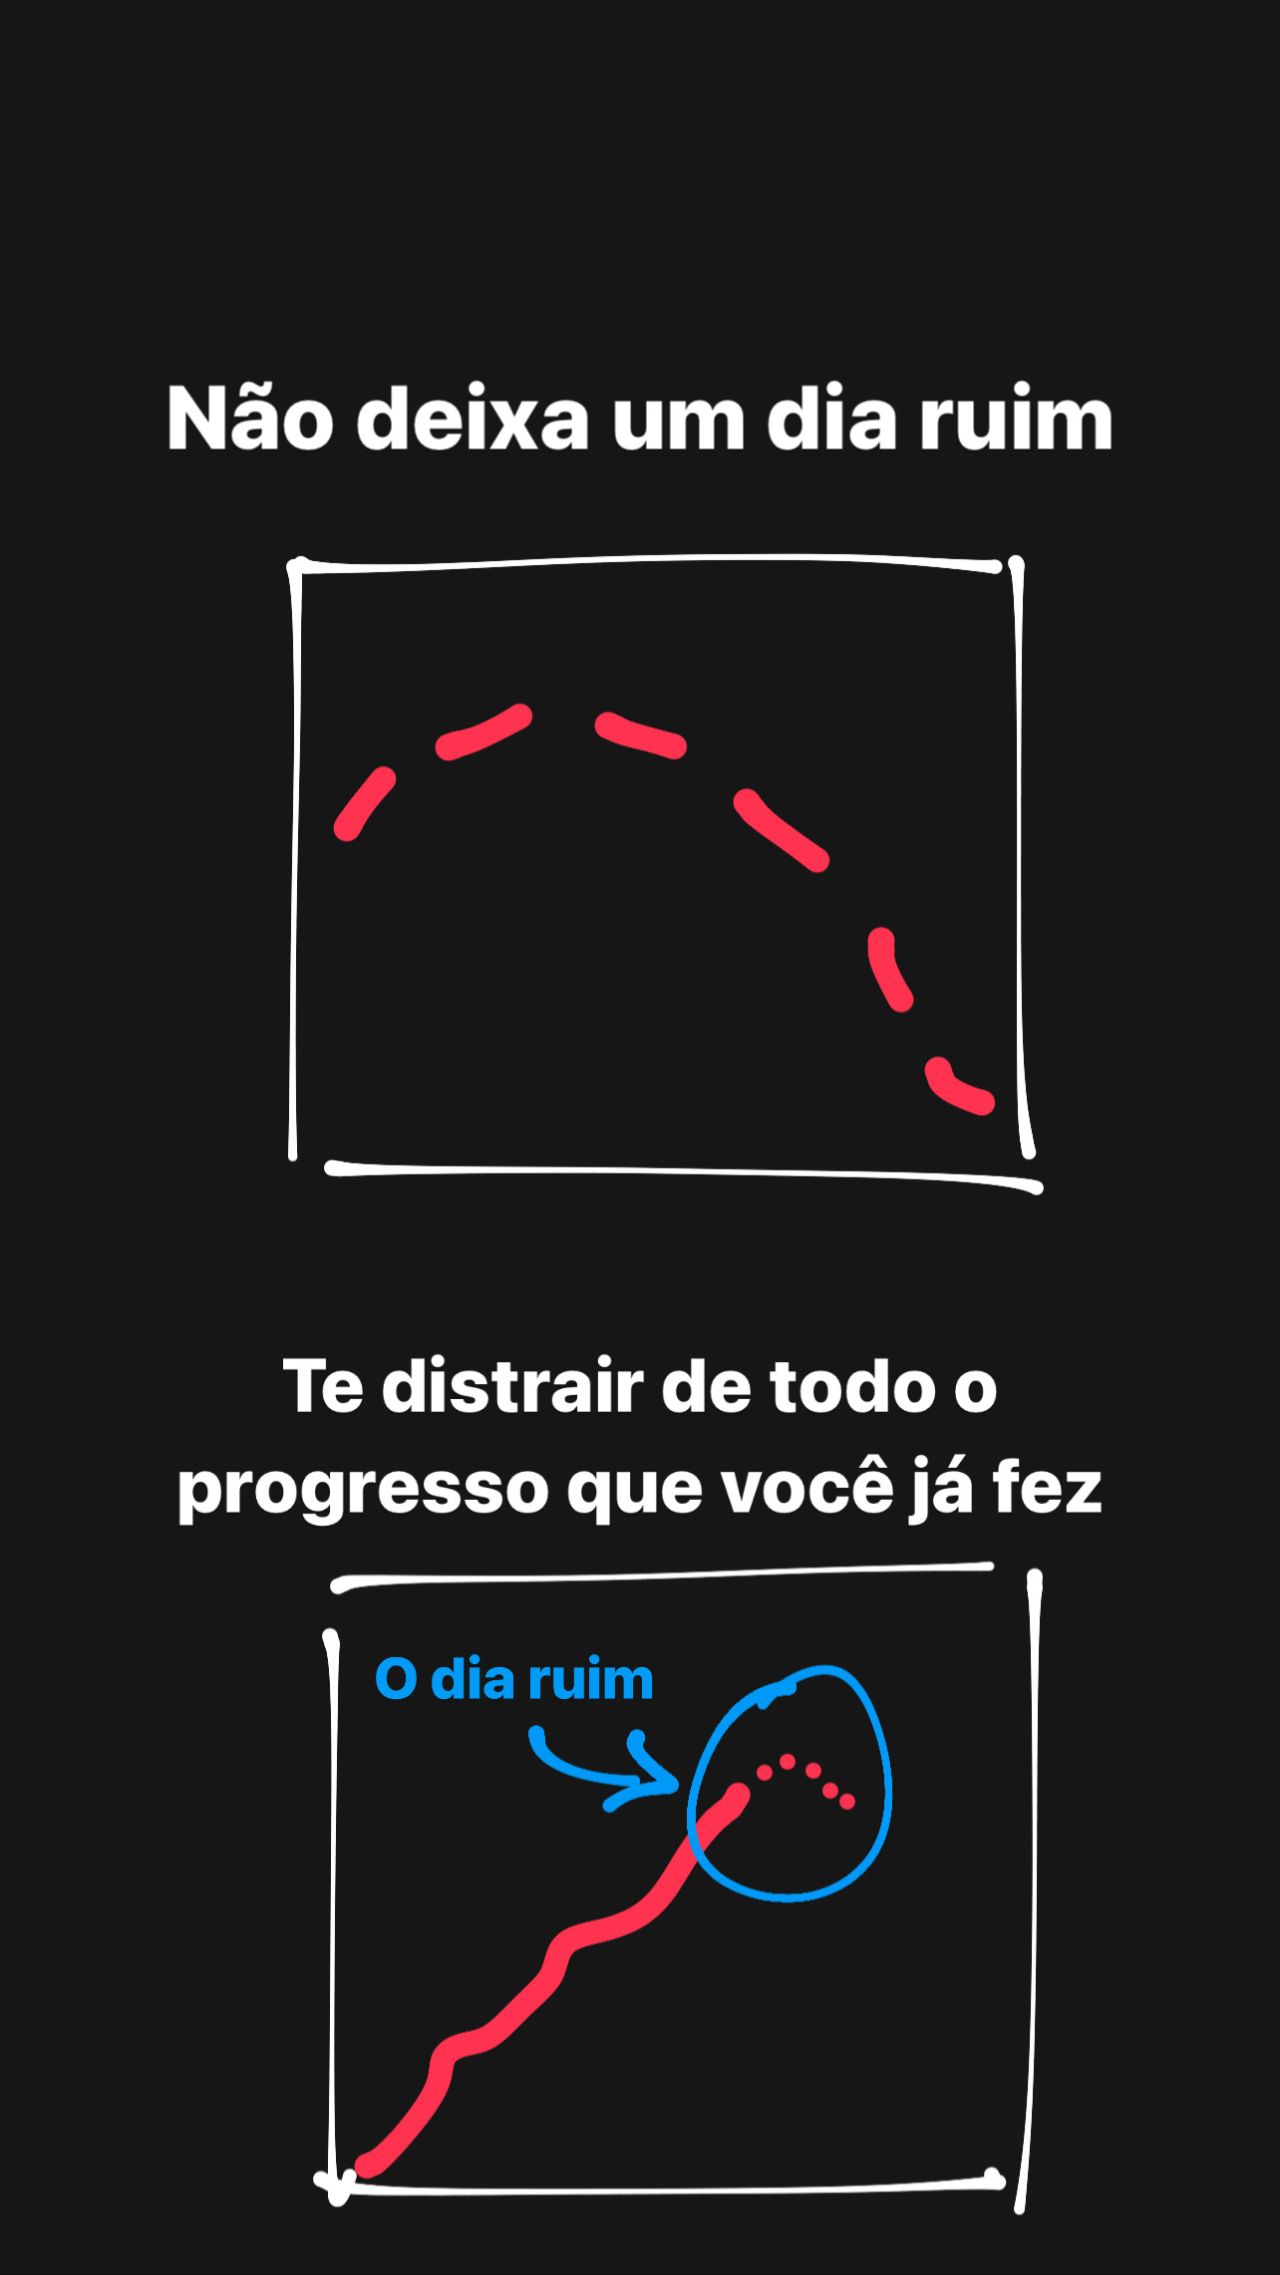 Não deixa um dia ruim
Te distrair de todo o
progresso que você já fez
O dia ruim